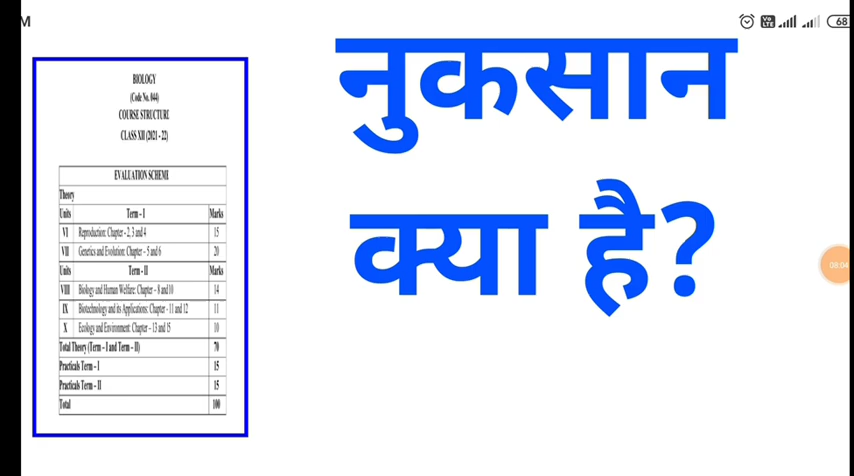 M
68
BIOLOGY
(Code No. 044)
COURSE STRUCTURE
CLASS XII (2021 - 22)
EVALUATION SCHEME
Theory
Units Term – I Marks
VI Reproduction: Chapter - 2, 3 and 4 15
VII Genetics and Evolution: Chapter – 5 and 6 20
Units Term – II Marks
VIII Biology and Human Welfare: Chapter – 8 and 10 14
IX Biotechnology and its Applications: Chapter - 11 and 12 11
X Ecology and Environment: Chapter – 13 and 15 10
Total Theory (Term – I and Term – II) 70
Practicals Term – I 15
Practicals Term – II 15
Total 100
नुकसान
क्या है?
08:04